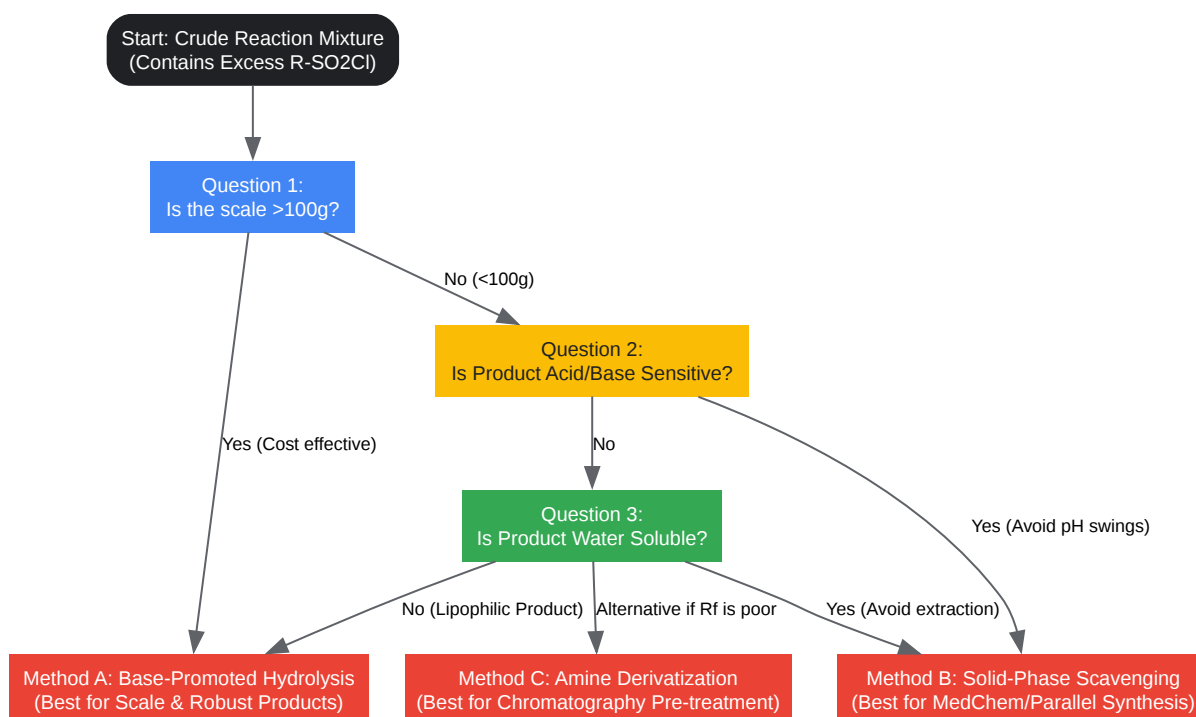 Start: Crude Reaction Mixture
(Contains Excess R-SO2Cl)
Question 1:
Is the scale >100g?
No (<100g)
Question 2:
Is Product Acid/Base Sensitive?
Yes (Cost effective)
No
Question 3:
Is Product Water Soluble?
Yes (Avoid pH swings)
No (Lipophilic Product)
Alternative if Rf is poor
Yes (Avoid extraction)
Method A: Base-Promoted Hydrolysis
(Best for Scale & Robust Products)
Method C: Amine Derivatization
(Best for Chromatography Pre-treatment)
Method B: Solid-Phase Scavenging
(Best for MedChem/Parallel Synthesis)